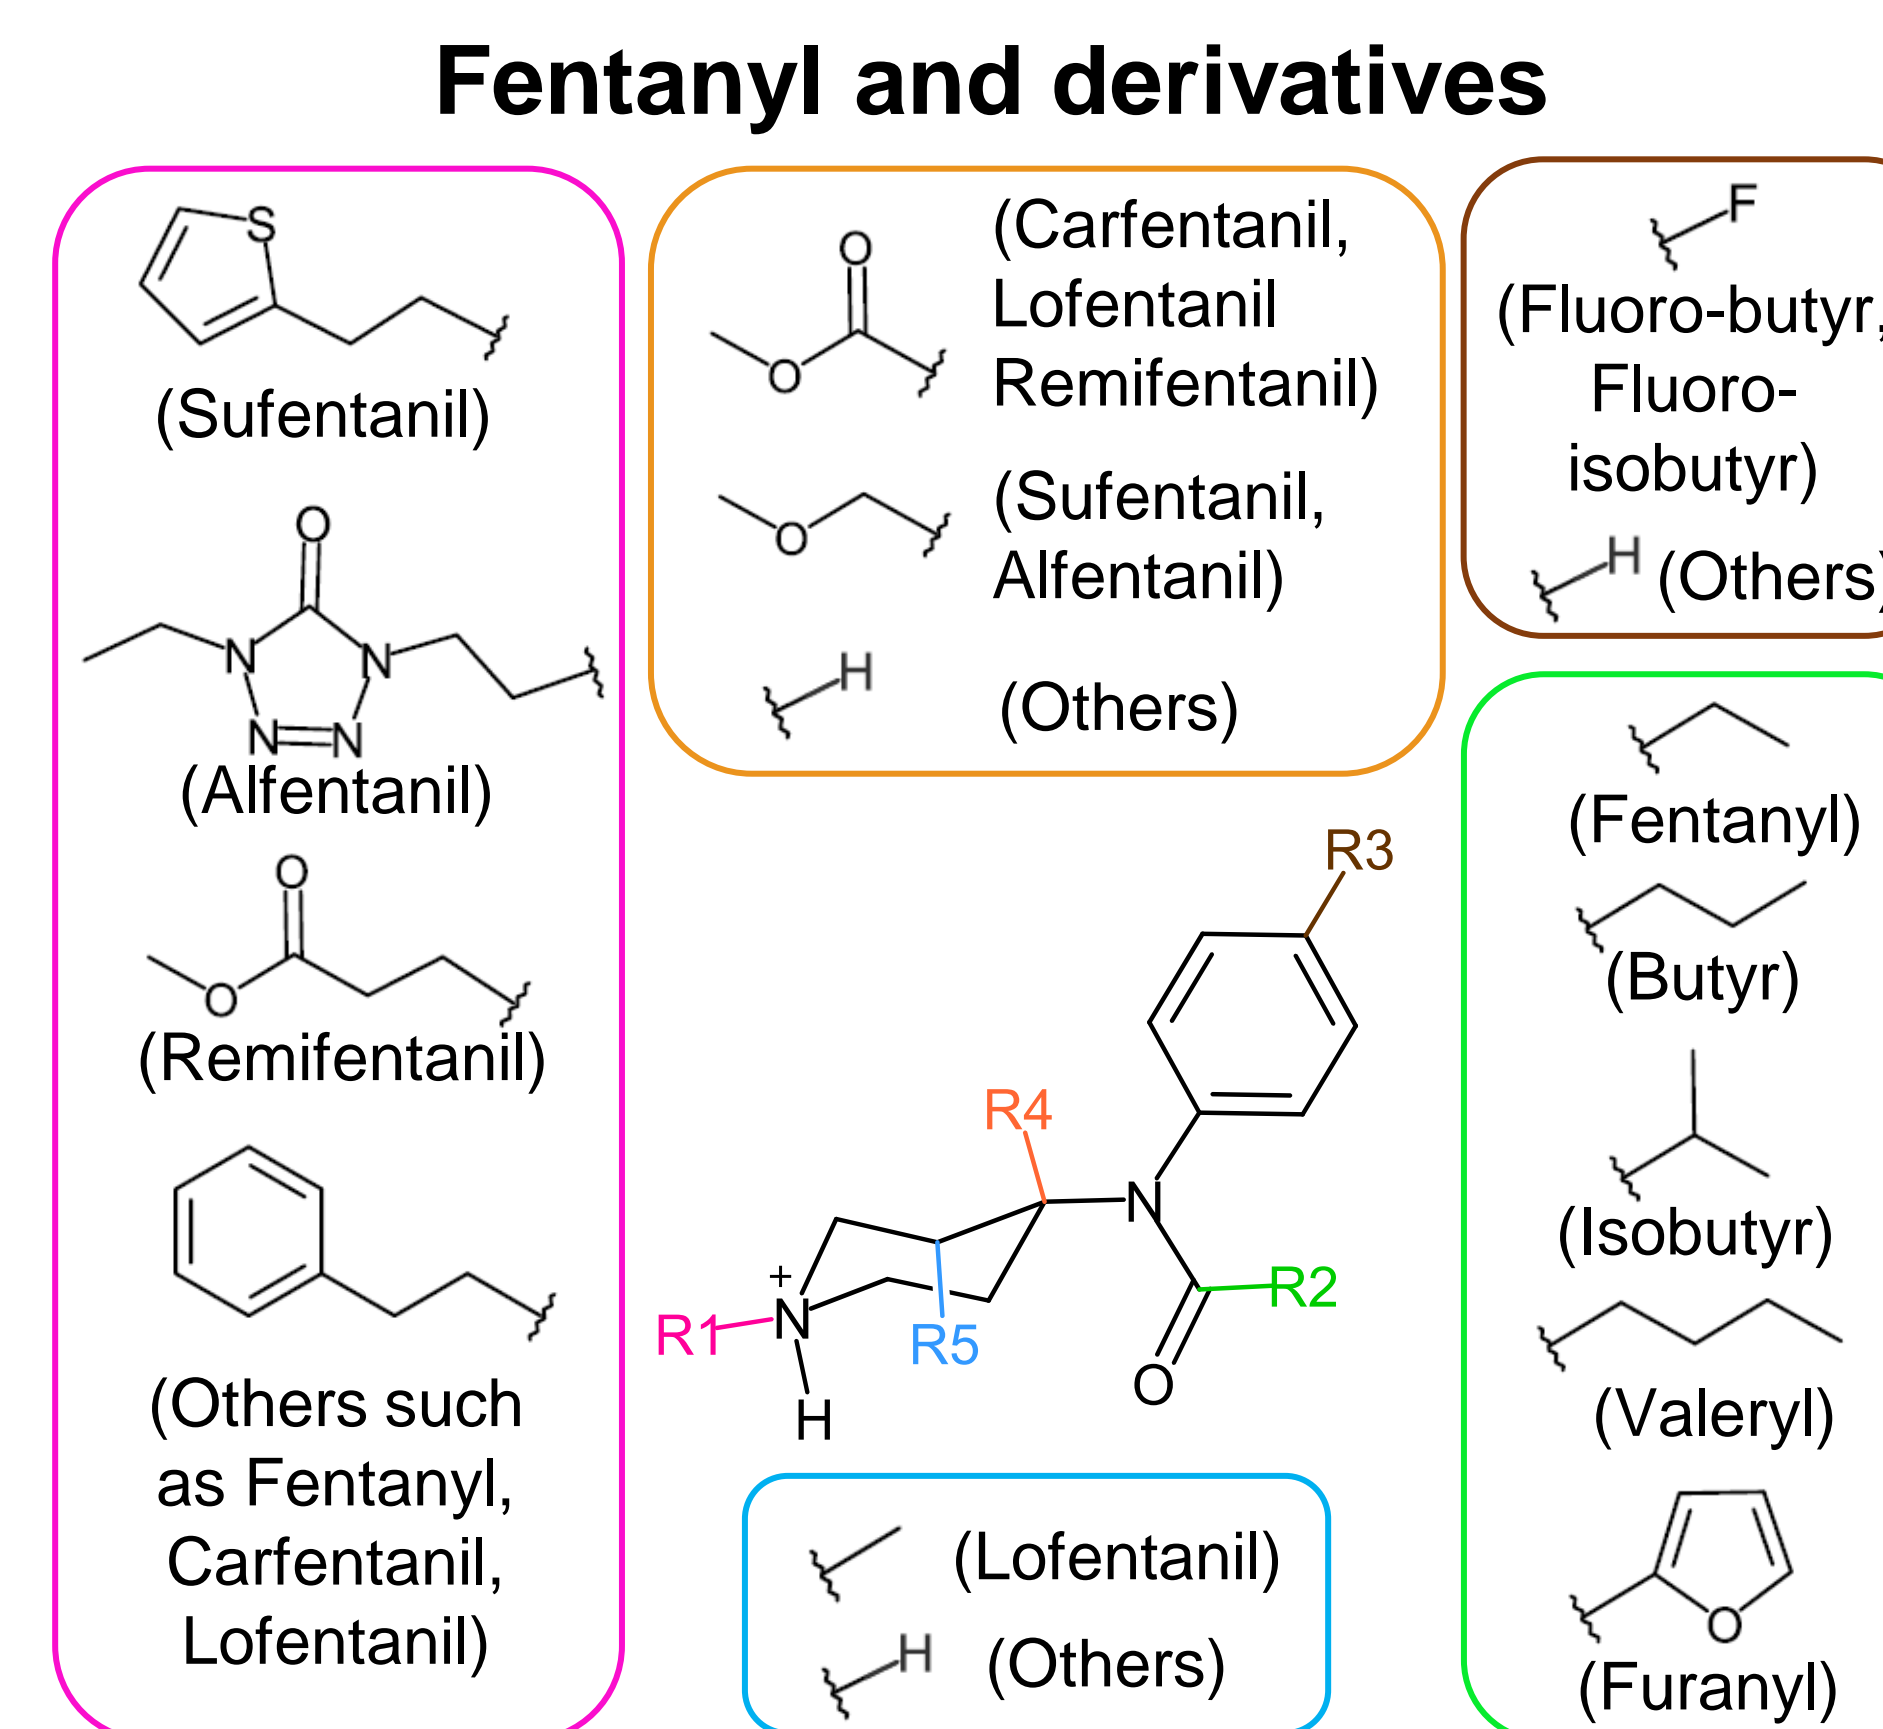 Fentanyl and derivatives
S
(Sufentanil)
O
N
N
N
N
(Alfentanil)
O
O
(Remifentanil)
(Others such
as Fentanyl,
Carfentanil,
Lofentanil)
O
O
(Carfentanil,
Lofentanil
Remifentanil)
O
(Sufentanil,
Alfentanil)
H
(Others)
F
(Fluoro-butyr,
Fluoro-
isobutyr)
H (Others)
R3
R4
N
+
N
R1
R5
R2
O
H
(Lofentanil)
H
(Others)
(Fentanyl)
(Butyr)
(Isobutyr)
(Valeryl)
O
(Furanyl)